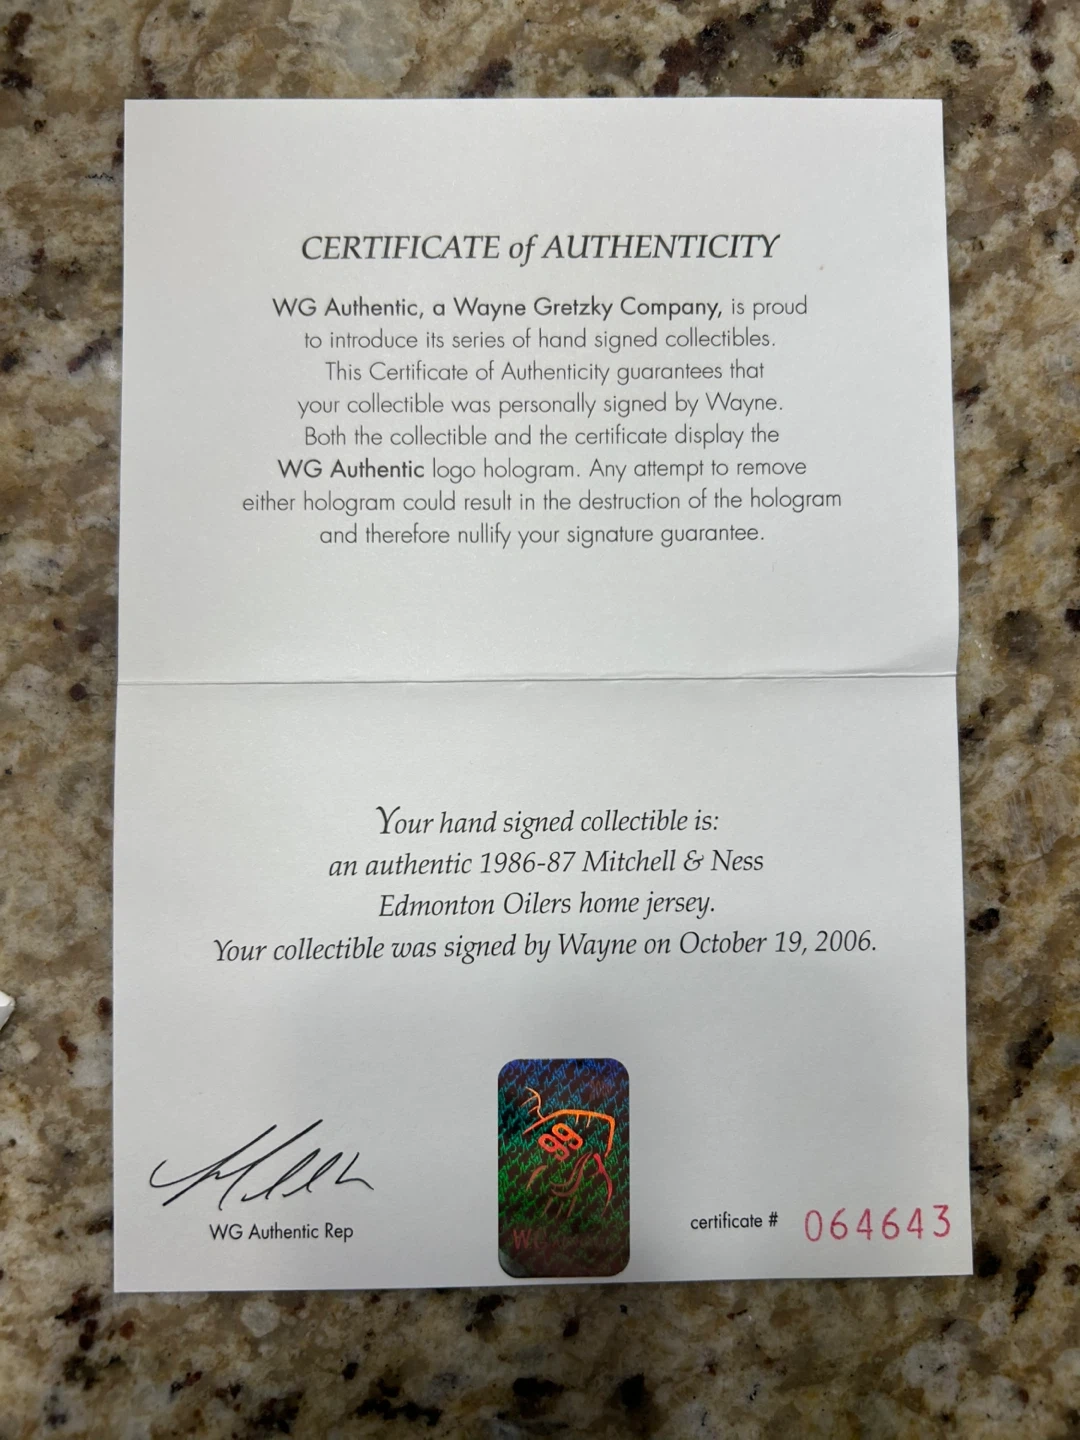 CERTIFICATE of AUTHENTICITY
WG Authentic, a Wayne Gretzky Company, is proud
to introduce its series of hand signed collectibles.
This Certificate of Authenticity guarantees that
your collectible was personally signed by Wayne.
Both the collectible and the certificate display the
WG Authentic logo hologram. Any attempt to remove
either hologram could result in the destruction of the hologram
and therefore nullify your signature guarantee.
Your hand signed collectible is:
an authentic 1986-87 Mitchell & Ness
Edmonton Oilers home jersey.
Your collectible was signed by Wayne on October 19, 2006.
99
WG Authentic Rep
certificate # 064643